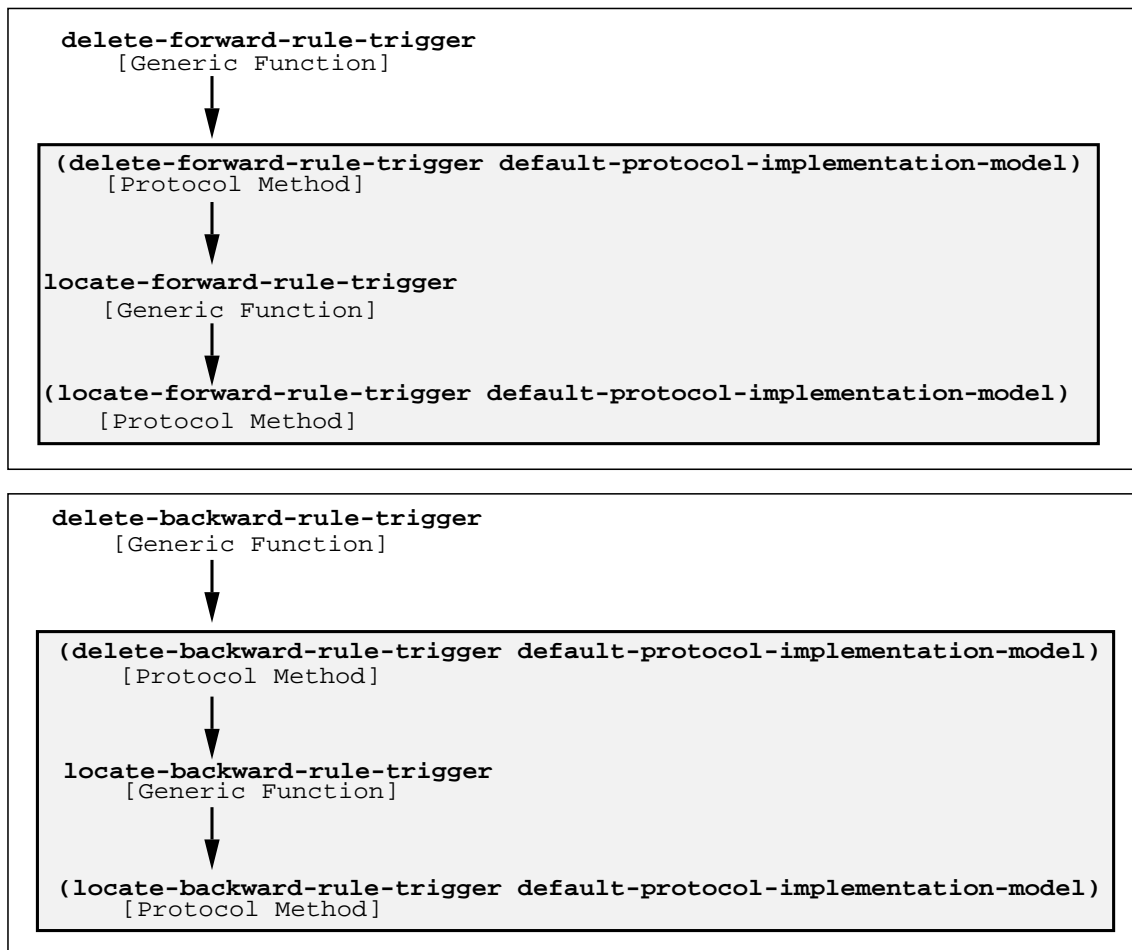 delete-forward-rule-trigger
[Generic Function]
(delete-forward-rule-trigger default-protocol-implementation-model)
[Protocol Method]
locate-forward-rule-trigger
[Generic Function]
(locate-forward-rule-trigger default-protocol-implementation-model)
[Protocol Method]
delete-backward-rule-trigger
[Generic Function]
(delete-backward-rule-trigger default-protocol-implementation-model)
[Protocol Method]
locate-backward-rule-trigger
[Generic Function]
(locate-backward-rule-trigger default-protocol-implementation-model)
[Protocol Method]